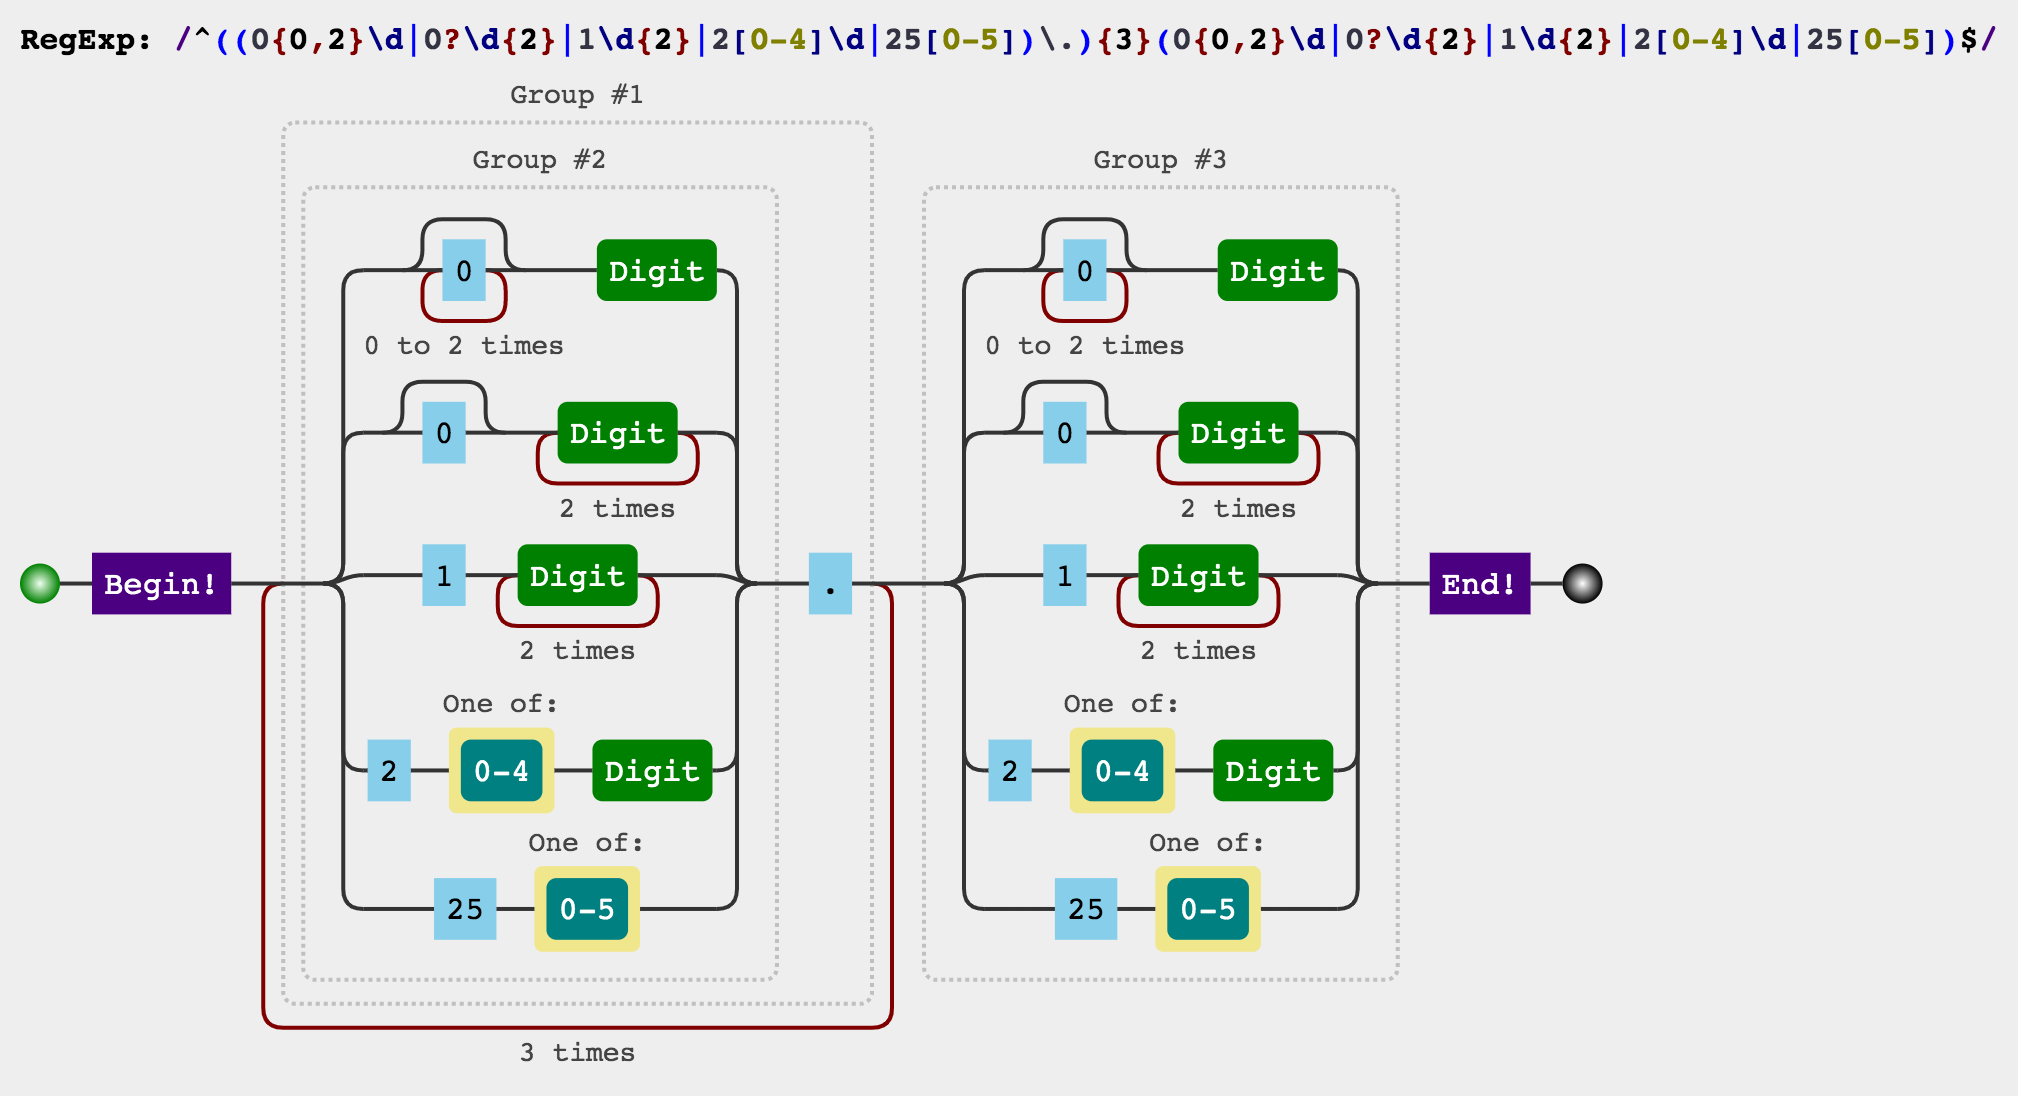 RegExp: /^((0{0,2}\d|0?\d{2}|1\d{2}|2[0-4]\d|25[0-5])\.){3}(0{0,2}\d|0?\d{2}|1\d{2}|2[0-4]\d|25[0-5])$/
Group #1
Group #2
Group #3
0 Digit
0 to 2 times
0 Digit
2 times
1 Digit
2 times
One of:
2 0-4 Digit
One of:
25 0-5
Begin!
.
3 times
0 Digit
0 to 2 times
0 Digit
2 times
1 Digit
2 times
One of:
2 0-4 Digit
One of:
25 0-5
End!